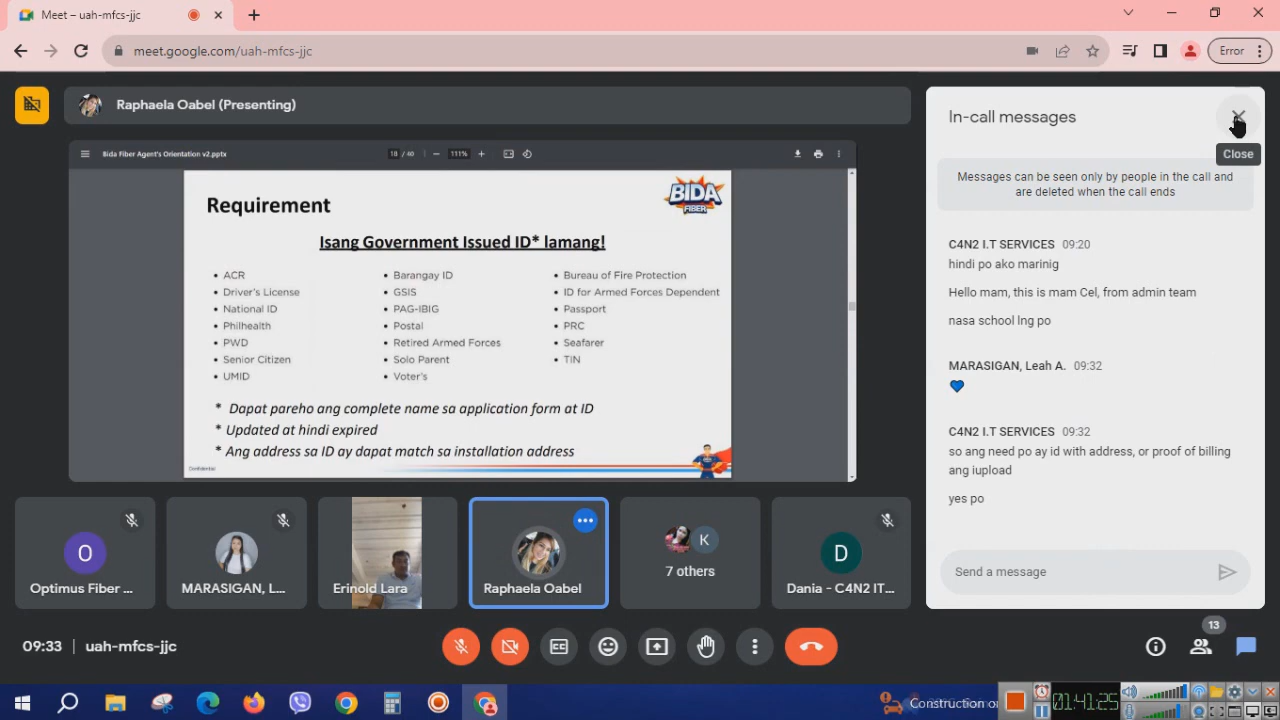 Meet – uah-mfcs-jjc
meet.google.com/uah-mfcs-jjc
Error
Raphaela Oabel (Presenting)
Bida Fiber Agent's Orientation v2.pptx
18 / 40
111%
BIDA
FIBER
Requirement
Isang Government Issued ID* lamang!
• ACR
• Driver's License
• National ID
• Philhealth
• PWD
• Senior Citizen
• UMID
• Barangay ID
• GSIS
• PAG-IBIG
• Postal
• Retired Armed Forces
• Solo Parent
• Voter's
• Bureau of Fire Protection
• ID for Armed Forces Dependent
• Passport
• PRC
• Seafarer
• TIN
* Dapat pareho ang complete name sa application form at ID
* Updated at hindi expired
* Ang address sa ID ay dapat match sa installation address
Confidential
In-call messages
Close
Messages can be seen only by people in the call and
are deleted when the call ends
C4N2 I.T SERVICES 09:20
hindi po ako marinig
Hello mam, this is mam Cel, from admin team
nasa school lng po
MARASIGAN, Leah A. 09:32
C4N2 I.T SERVICES 09:32
so ang need po ay id with address, or proof of billing
ang iupload
yes po
Send a message
O
Optimus Fiber ...
MARASIGAN, L...
Erinold Lara
Raphaela Oabel
K
7 others
D
Dania - C4N2 IT...
09:33
uah-mfcs-jjc
13
Construction o
01:41:25